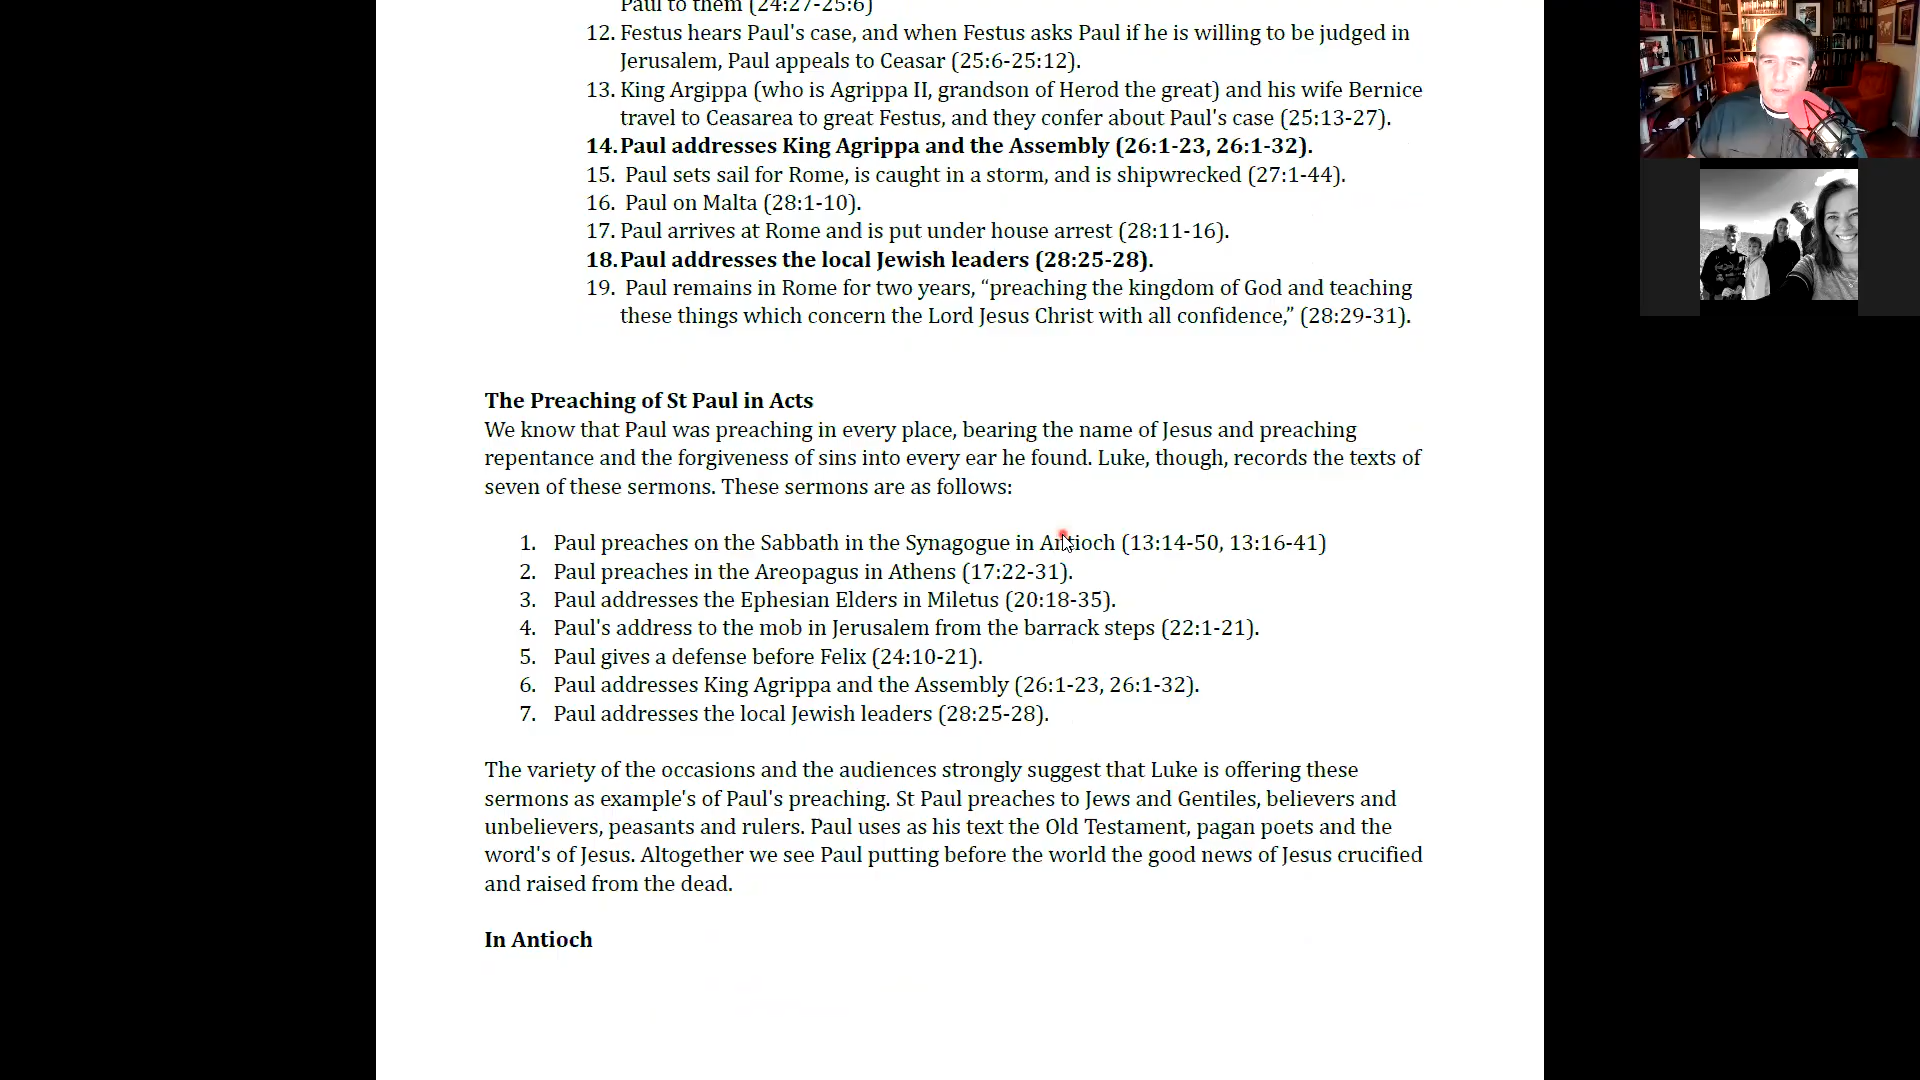 Paul to them (24:27-25:6)
12. Festus hears Paul's case, and when Festus asks Paul if he is willing to be judged in
Jerusalem, Paul appeals to Ceasar (25:6-25:12).
13. King Argippa (who is Agrippa II, grandson of Herod the great) and his wife Bernice
travel to Ceasarea to great Festus, and they confer about Paul's case (25:13-27).
14. Paul addresses King Agrippa and the Assembly (26:1-23, 26:1-32).
15. Paul sets sail for Rome, is caught in a storm, and is shipwrecked (27:1-44).
16. Paul on Malta (28:1-10).
17. Paul arrives at Rome and is put under house arrest (28:11-16).
18. Paul addresses the local Jewish leaders (28:25-28).
19. Paul remains in Rome for two years, “preaching the kingdom of God and teaching
these things which concern the Lord Jesus Christ with all confidence,” (28:29-31).
The Preaching of St Paul in Acts
We know that Paul was preaching in every place, bearing the name of Jesus and preaching
repentance and the forgiveness of sins into every ear he found. Luke, though, records the texts of
seven of these sermons. These sermons are as follows:
1. Paul preaches on the Sabbath in the Synagogue in Antioch (13:14-50, 13:16-41)
2. Paul preaches in the Areopagus in Athens (17:22-31).
3. Paul addresses the Ephesian Elders in Miletus (20:18-35).
4. Paul's address to the mob in Jerusalem from the barrack steps (22:1-21).
5. Paul gives a defense before Felix (24:10-21).
6. Paul addresses King Agrippa and the Assembly (26:1-23, 26:1-32).
7. Paul addresses the local Jewish leaders (28:25-28).
The variety of the occasions and the audiences strongly suggest that Luke is offering these
sermons as example's of Paul's preaching. St Paul preaches to Jews and Gentiles, believers and
unbelievers, peasants and rulers. Paul uses as his text the Old Testament, pagan poets and the
word's of Jesus. Altogether we see Paul putting before the world the good news of Jesus crucified
and raised from the dead.
In Antioch